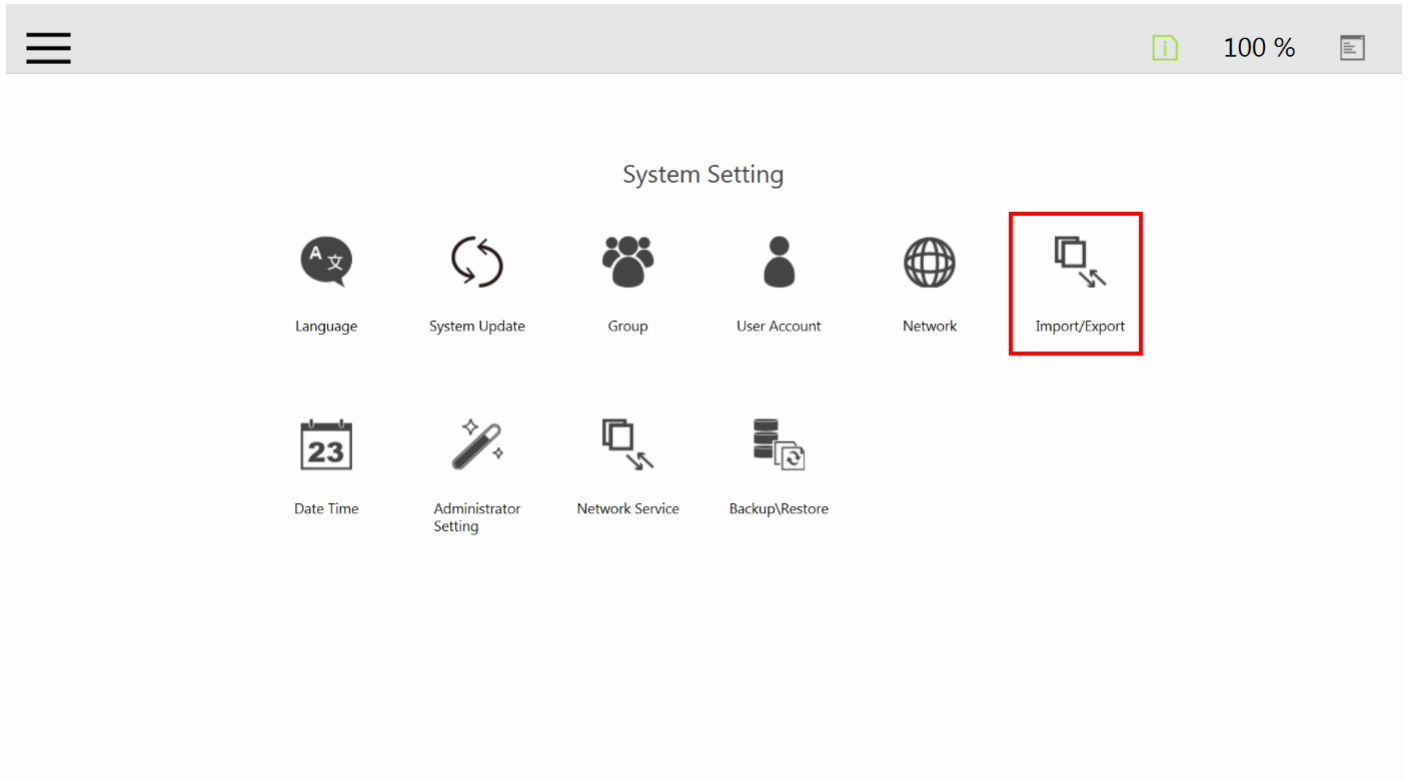 100 %
System Setting
A 文
Language
System Update
Group
User Account
Network
Import/Export
23
Date Time
Administrator
Setting
Network Service
Backup\Restore